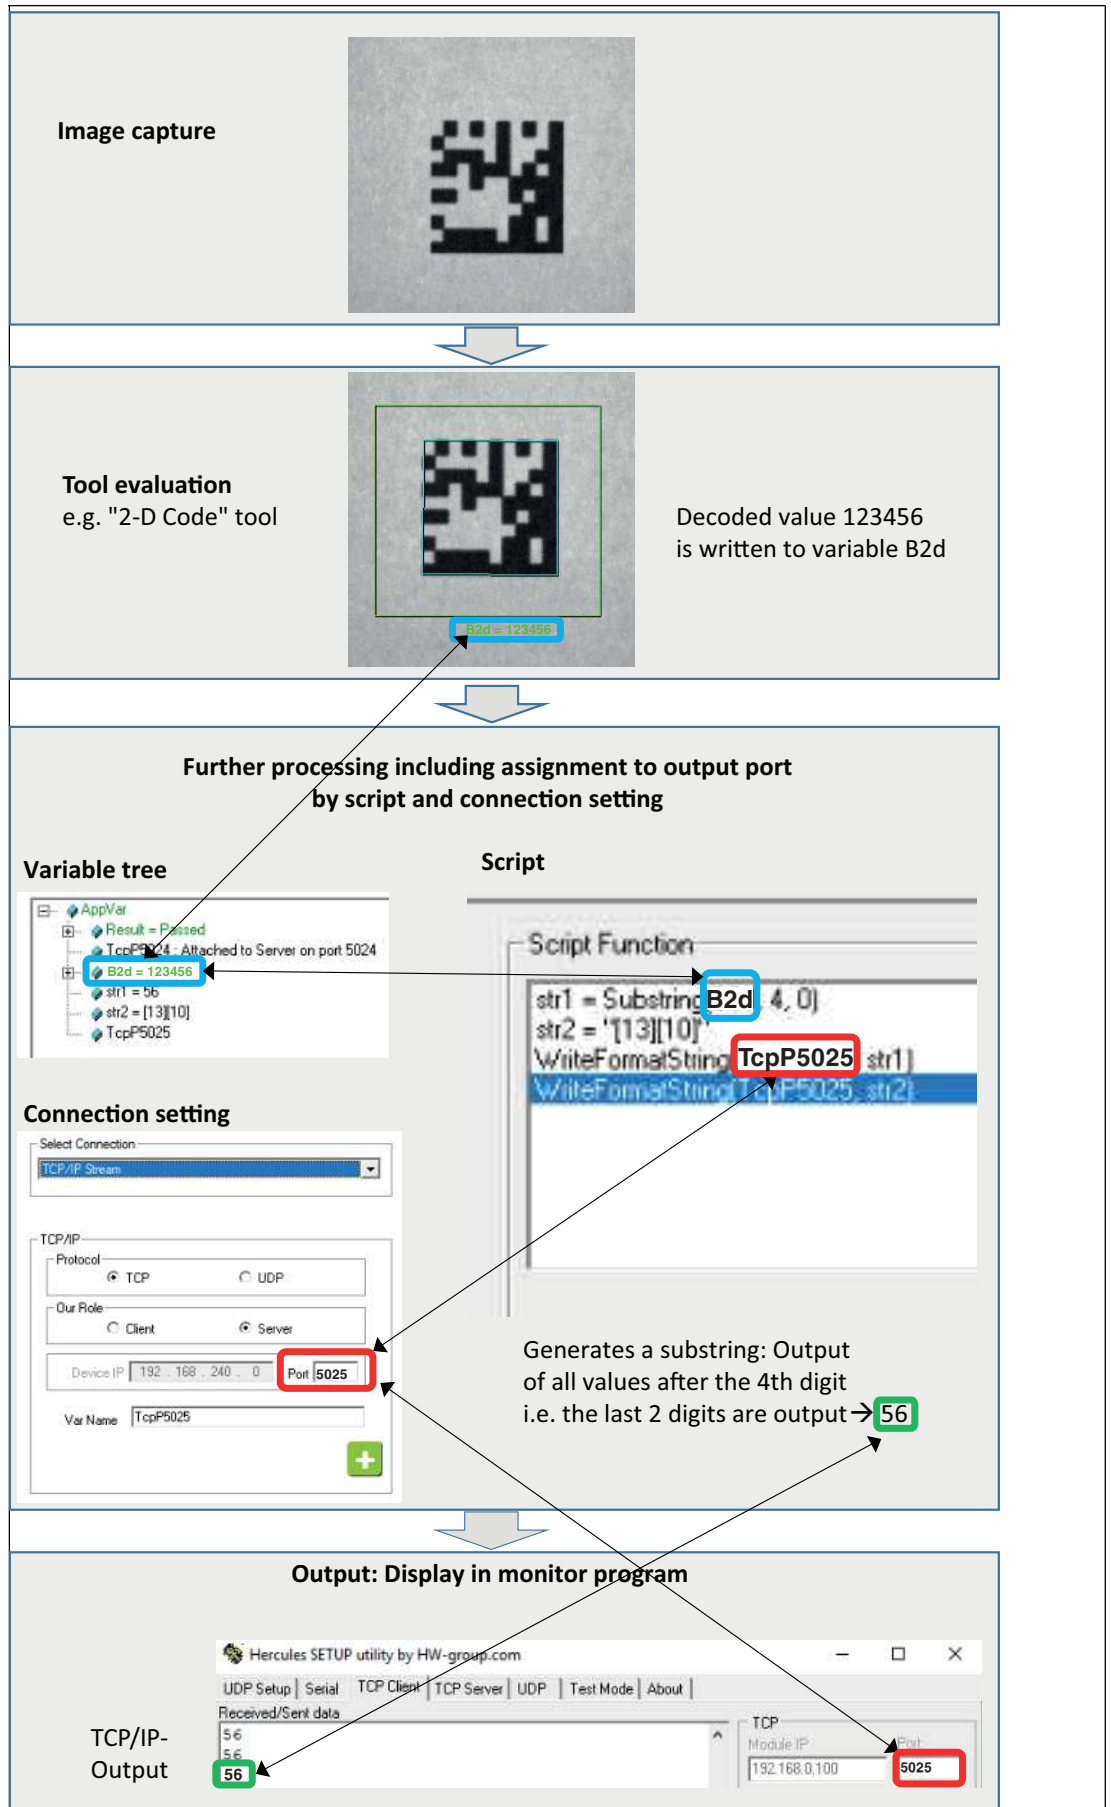 Image capture
Tool evaluation
e.g. "2-D Code" tool
Decoded value 123456
is written to variable B2d
B2d = 123456
Further processing including assignment to output port
by script and connection setting
Variable tree
AppVar
Result = Passed
TcpP5024 : Attached to Server on port 5024
B2d = 123456
str1 = 56
str2 = [13][10]
TcpP5025
Script
Script Function
str1 = Substring(B2d, 4, 0)
str2 = "[13][10]"
WriteFormatString(TcpP5025, str1)
WriteFormatString(TcpP5025, str2)
Connection setting
Select Connection
TCP/IP Stream
TCP/IP
Protocol
TCP UDP
Our Role
Client Server
Device IP 192 . 168 . 240 . 0 Port 5025
Var Name TcpP5025
Generates a substring: Output
of all values after the 4th digit
i.e. the last 2 digits are output → 56
Output: Display in monitor program
Hercules SETUP utility by HW-group.com
UDP Setup Serial TCP Client TCP Server UDP Test Mode About
Received/Sent data
56
56
56
TCP
Module IP Port
192.168.0.100 5025
TCP/IP-
Output